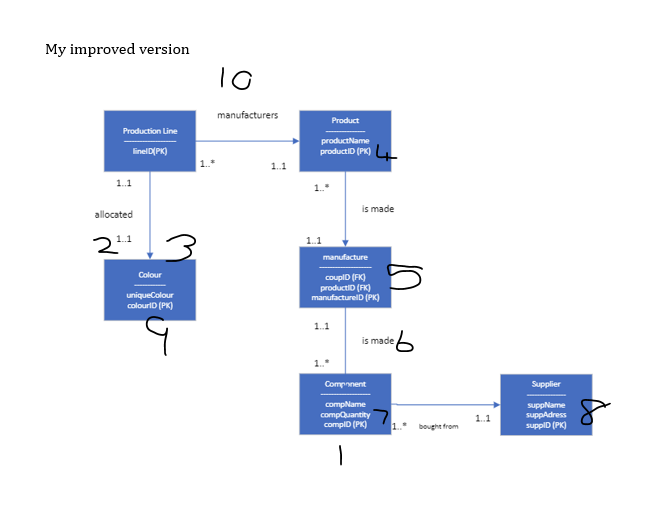 My improved version
10
manufacturers
Production Line
lineID(PK)
Product
productName
productID (PK)
4
1..*
1..1
1..1
1..*
allocated
is made
2
1..1
3
1..1
Colour
uniqueColour
colourID (PK)
9
manufacture
coupID (FK)
productID (FK)
manufactureID (PK)
5
1..1
is made
6
1..*
Component
compName
compQuantity
compID (PK)
7
1..*
bought from
1..1
Supplier
suppName
suppAdress
suppID (PK)
8
1